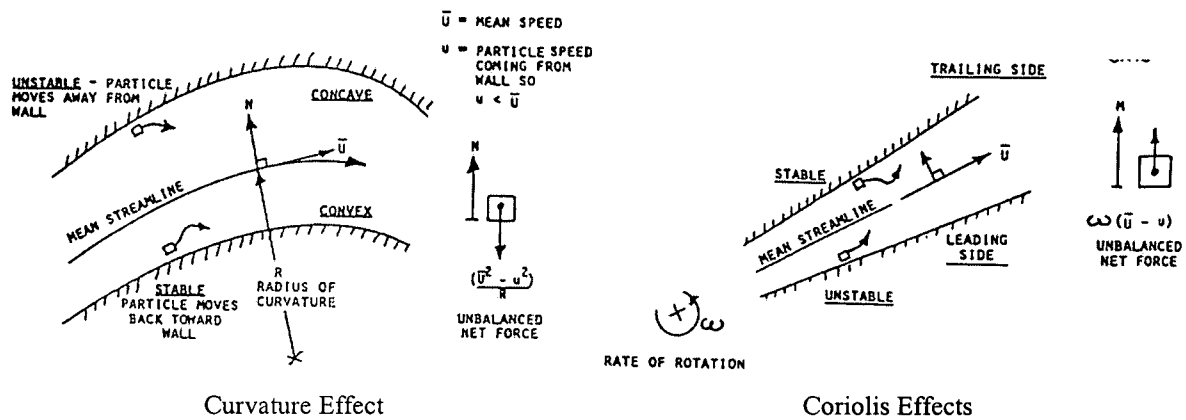 U̅ = MEAN SPEED
u = PARTICLE SPEED
COMING FROM
WALL SO
u < U̅
UNSTABLE - PARTICLE
MOVES AWAY FROM
WALL
CONCAVE
N
U̅
MEAN STREAMLINE
CONVEX
R
RADIUS OF
CURVATURE
STABLE
PARTICLE MOVES
BACK TOWARD
WALL
N
(U̅² - u²)
R
UNBALANCED
NET FORCE
Curvature Effect
TRAILING SIDE
STABLE
U̅
MEAN STREAMLINE
LEADING
SIDE
UNSTABLE
ω
RATE OF ROTATION
N
ω(U̅ - u)
UNBALANCED
NET FORCE
Coriolis Effects